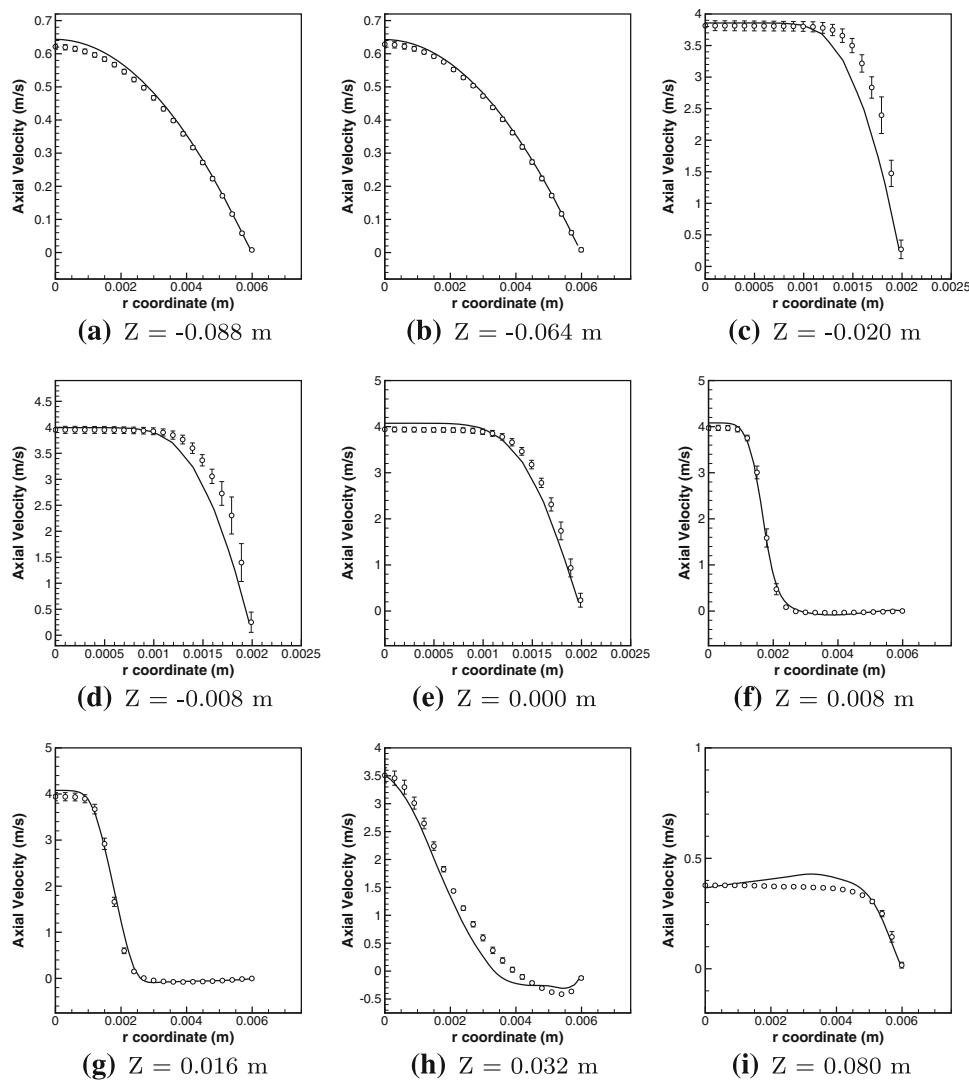 0.7
0.6
0.5
0.4
0.3
0.2
0.1
0
Axial Velocity (m/s)
0 0.002 0.004 0.006
r coordinate (m)
(a) Z = -0.088 m
0.7
0.6
0.5
0.4
0.3
0.2
0.1
0
Axial Velocity (m/s)
0 0.002 0.004 0.006
r coordinate (m)
(b) Z = -0.064 m
4
3.5
3
2.5
2
1.5
1
0.5
0
Axial Velocity (m/s)
0 0.0005 0.001 0.0015 0.002 0.0025
r coordinate (m)
(c) Z = -0.020 m
4.5
4
3.5
3
2.5
2
1.5
1
0.5
0
Axial Velocity (m/s)
0 0.0005 0.001 0.0015 0.002 0.0025
r coordinate (m)
(d) Z = -0.008 m
5
4
3
2
1
0
Axial Velocity (m/s)
0 0.0005 0.001 0.0015 0.002 0.0025
r coordinate (m)
(e) Z = 0.000 m
5
4
3
2
1
0
Axial Velocity (m/s)
0 0.002 0.004 0.006
r coordinate (m)
(f) Z = 0.008 m
5
4
3
2
1
0
Axial Velocity (m/s)
0 0.002 0.004 0.006
r coordinate (m)
(g) Z = 0.016 m
4
3.5
3
2.5
2
1.5
1
0.5
0
-0.5
Axial Velocity (m/s)
0 0.002 0.004 0.006
r coordinate (m)
(h) Z = 0.032 m
1
0.5
0
Axial Velocity (m/s)
0 0.002 0.004 0.006
r coordinate (m)
(i) Z = 0.080 m